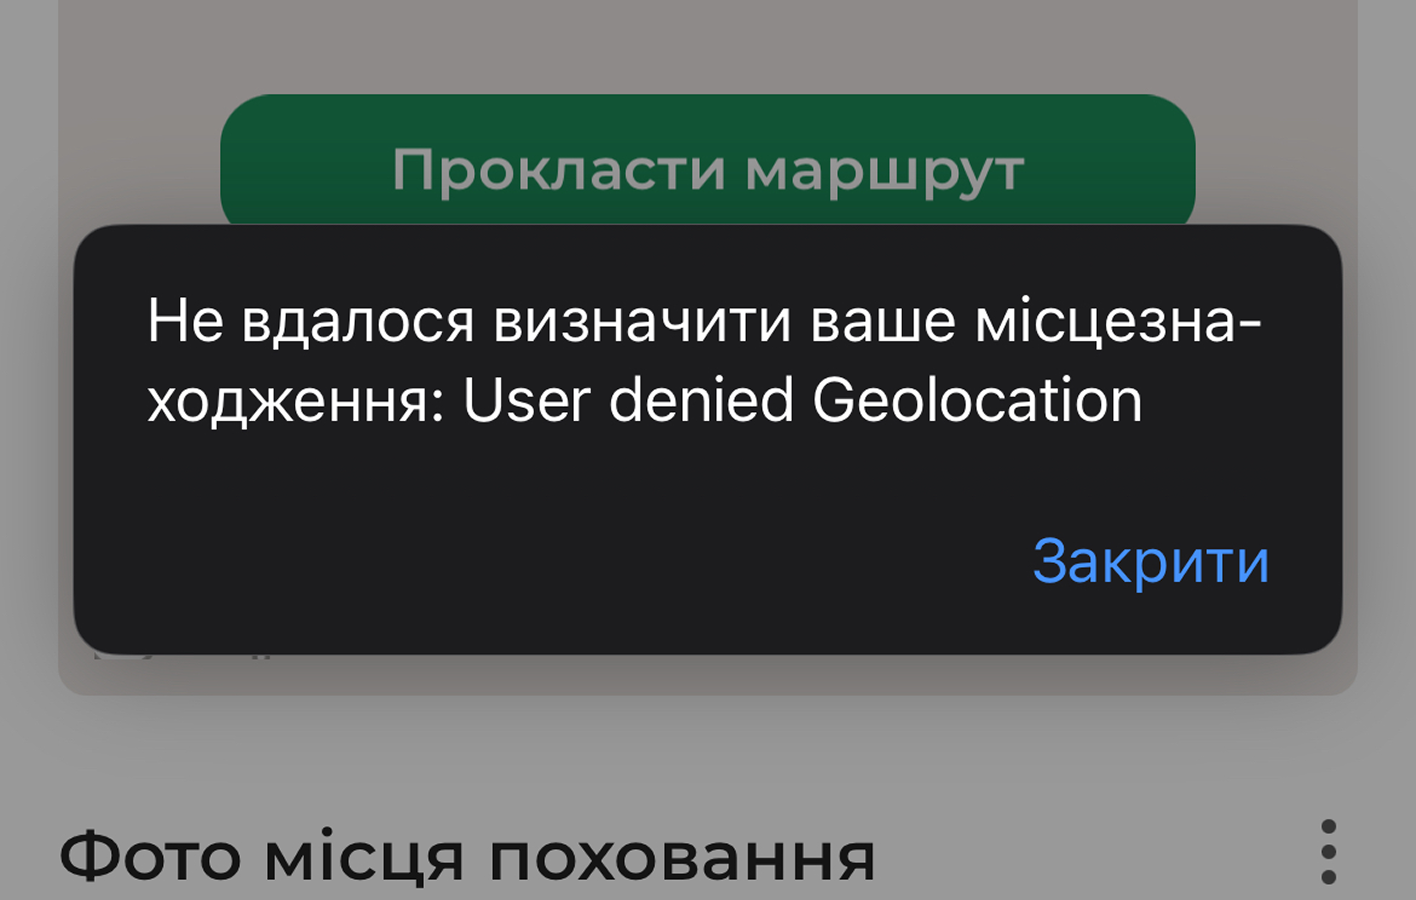 Прокласти маршрут
Не вдалося визначити ваше місцезна-
ходження: User denied Geolocation
Закрити
Фото місця поховання